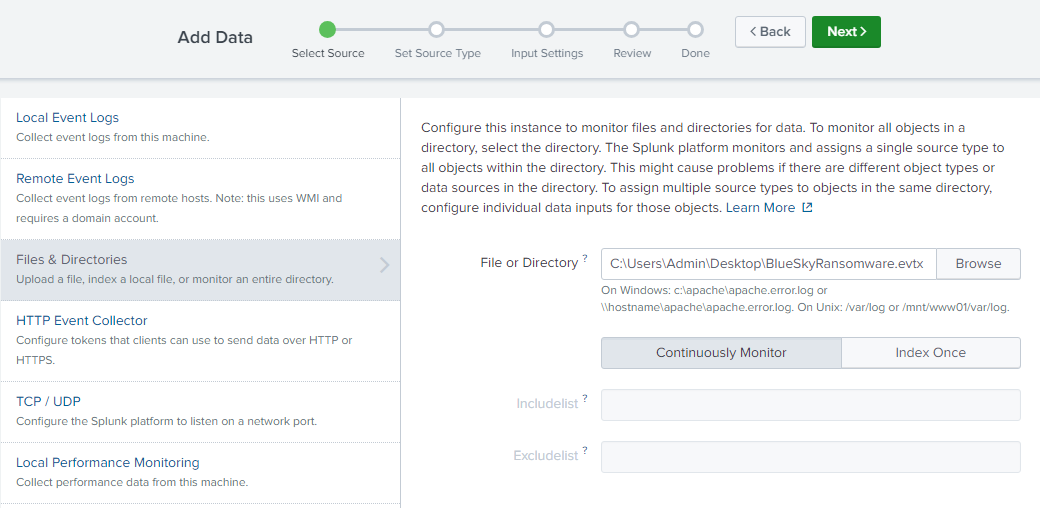 Add Data
Select Source
Set Source Type
Input Settings
Review
Done
< Back
Next >
Local Event Logs
Collect event logs from this machine.
Remote Event Logs
Collect event logs from remote hosts. Note: this uses WMI and
requires a domain account.
Files & Directories
Upload a file, index a local file, or monitor an entire directory.
HTTP Event Collector
Configure tokens that clients can use to send data over HTTP or
HTTPS.
TCP / UDP
Configure the Splunk platform to listen on a network port.
Local Performance Monitoring
Collect performance data from this machine.
Configure this instance to monitor files and directories for data. To monitor all objects in a
directory, select the directory. The Splunk platform monitors and assigns a single source type to
all objects within the directory. This might cause problems if there are different object types or
data sources in the directory. To assign multiple source types to objects in the same directory,
configure individual data inputs for those objects. Learn More
File or Directory ?
C:\Users\Admin\Desktop\BlueSkyRansomware.evtx
Browse
On Windows: c:\apache\apache.error.log or
\\hostname\apache\apache.error.log. On Unix: /var/log or /mnt/www01/var/log.
Continuously Monitor
Index Once
Includelist ?
Excludelist ?